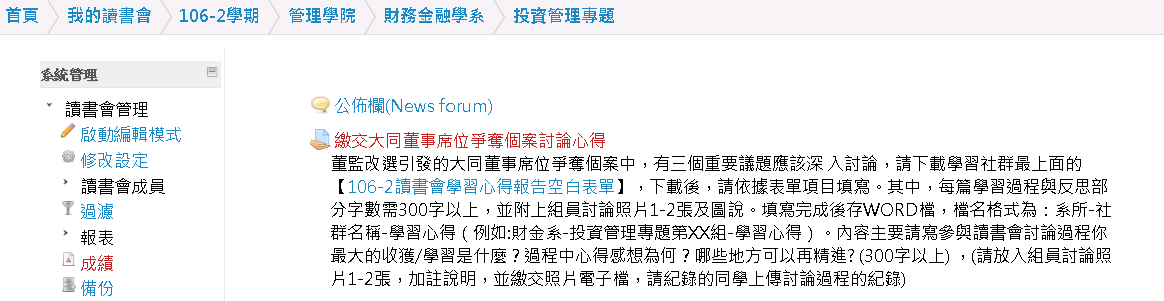 首頁 我的讀書會 106-2學期 管理學院 財務金融學系 投資管理專題
系統管理
讀書會管理
啟動編輯模式
修改設定
讀書會成員
過濾
報表
成績
備份
公佈欄(News forum)
繳交大同董事席位爭奪個案討論心得
董監改選引發的大同董事席位爭奪個案中，有三個重要議題應該深 入討論，請下載學習社群最上面的
【106-2讀書會學習心得報告空白表單】，下載後，請依據表單項目填寫。其中，每篇學習過程與反思部
分字數需300字以上，並附上組員討論照片1-2張及圖說。填寫完成後存WORD檔，檔名格式為：系所-社
群名稱-學習心得（例如:財金系-投資管理專題第XX組-學習心得）。內容主要請寫參與讀書會討論過程你
最大的收獲/學習是什麼？過程中心得感想為何？哪些地方可以再精進? (300字以上) ，(請放入組員討論照
片1-2張，加註說明，並繳交照片電子檔，請紀錄的同學上傳討論過程的紀錄)